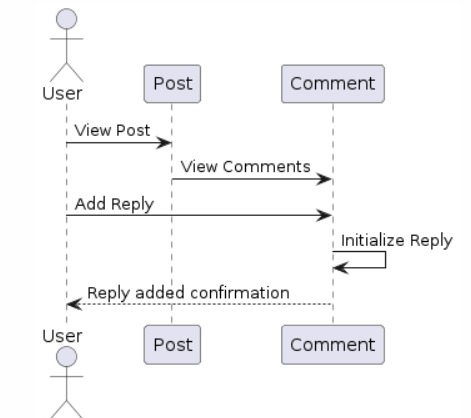 User
Post
Comment
View Post
View Comments
Add Reply
Initialize Reply
Reply added confirmation
User
Post
Comment